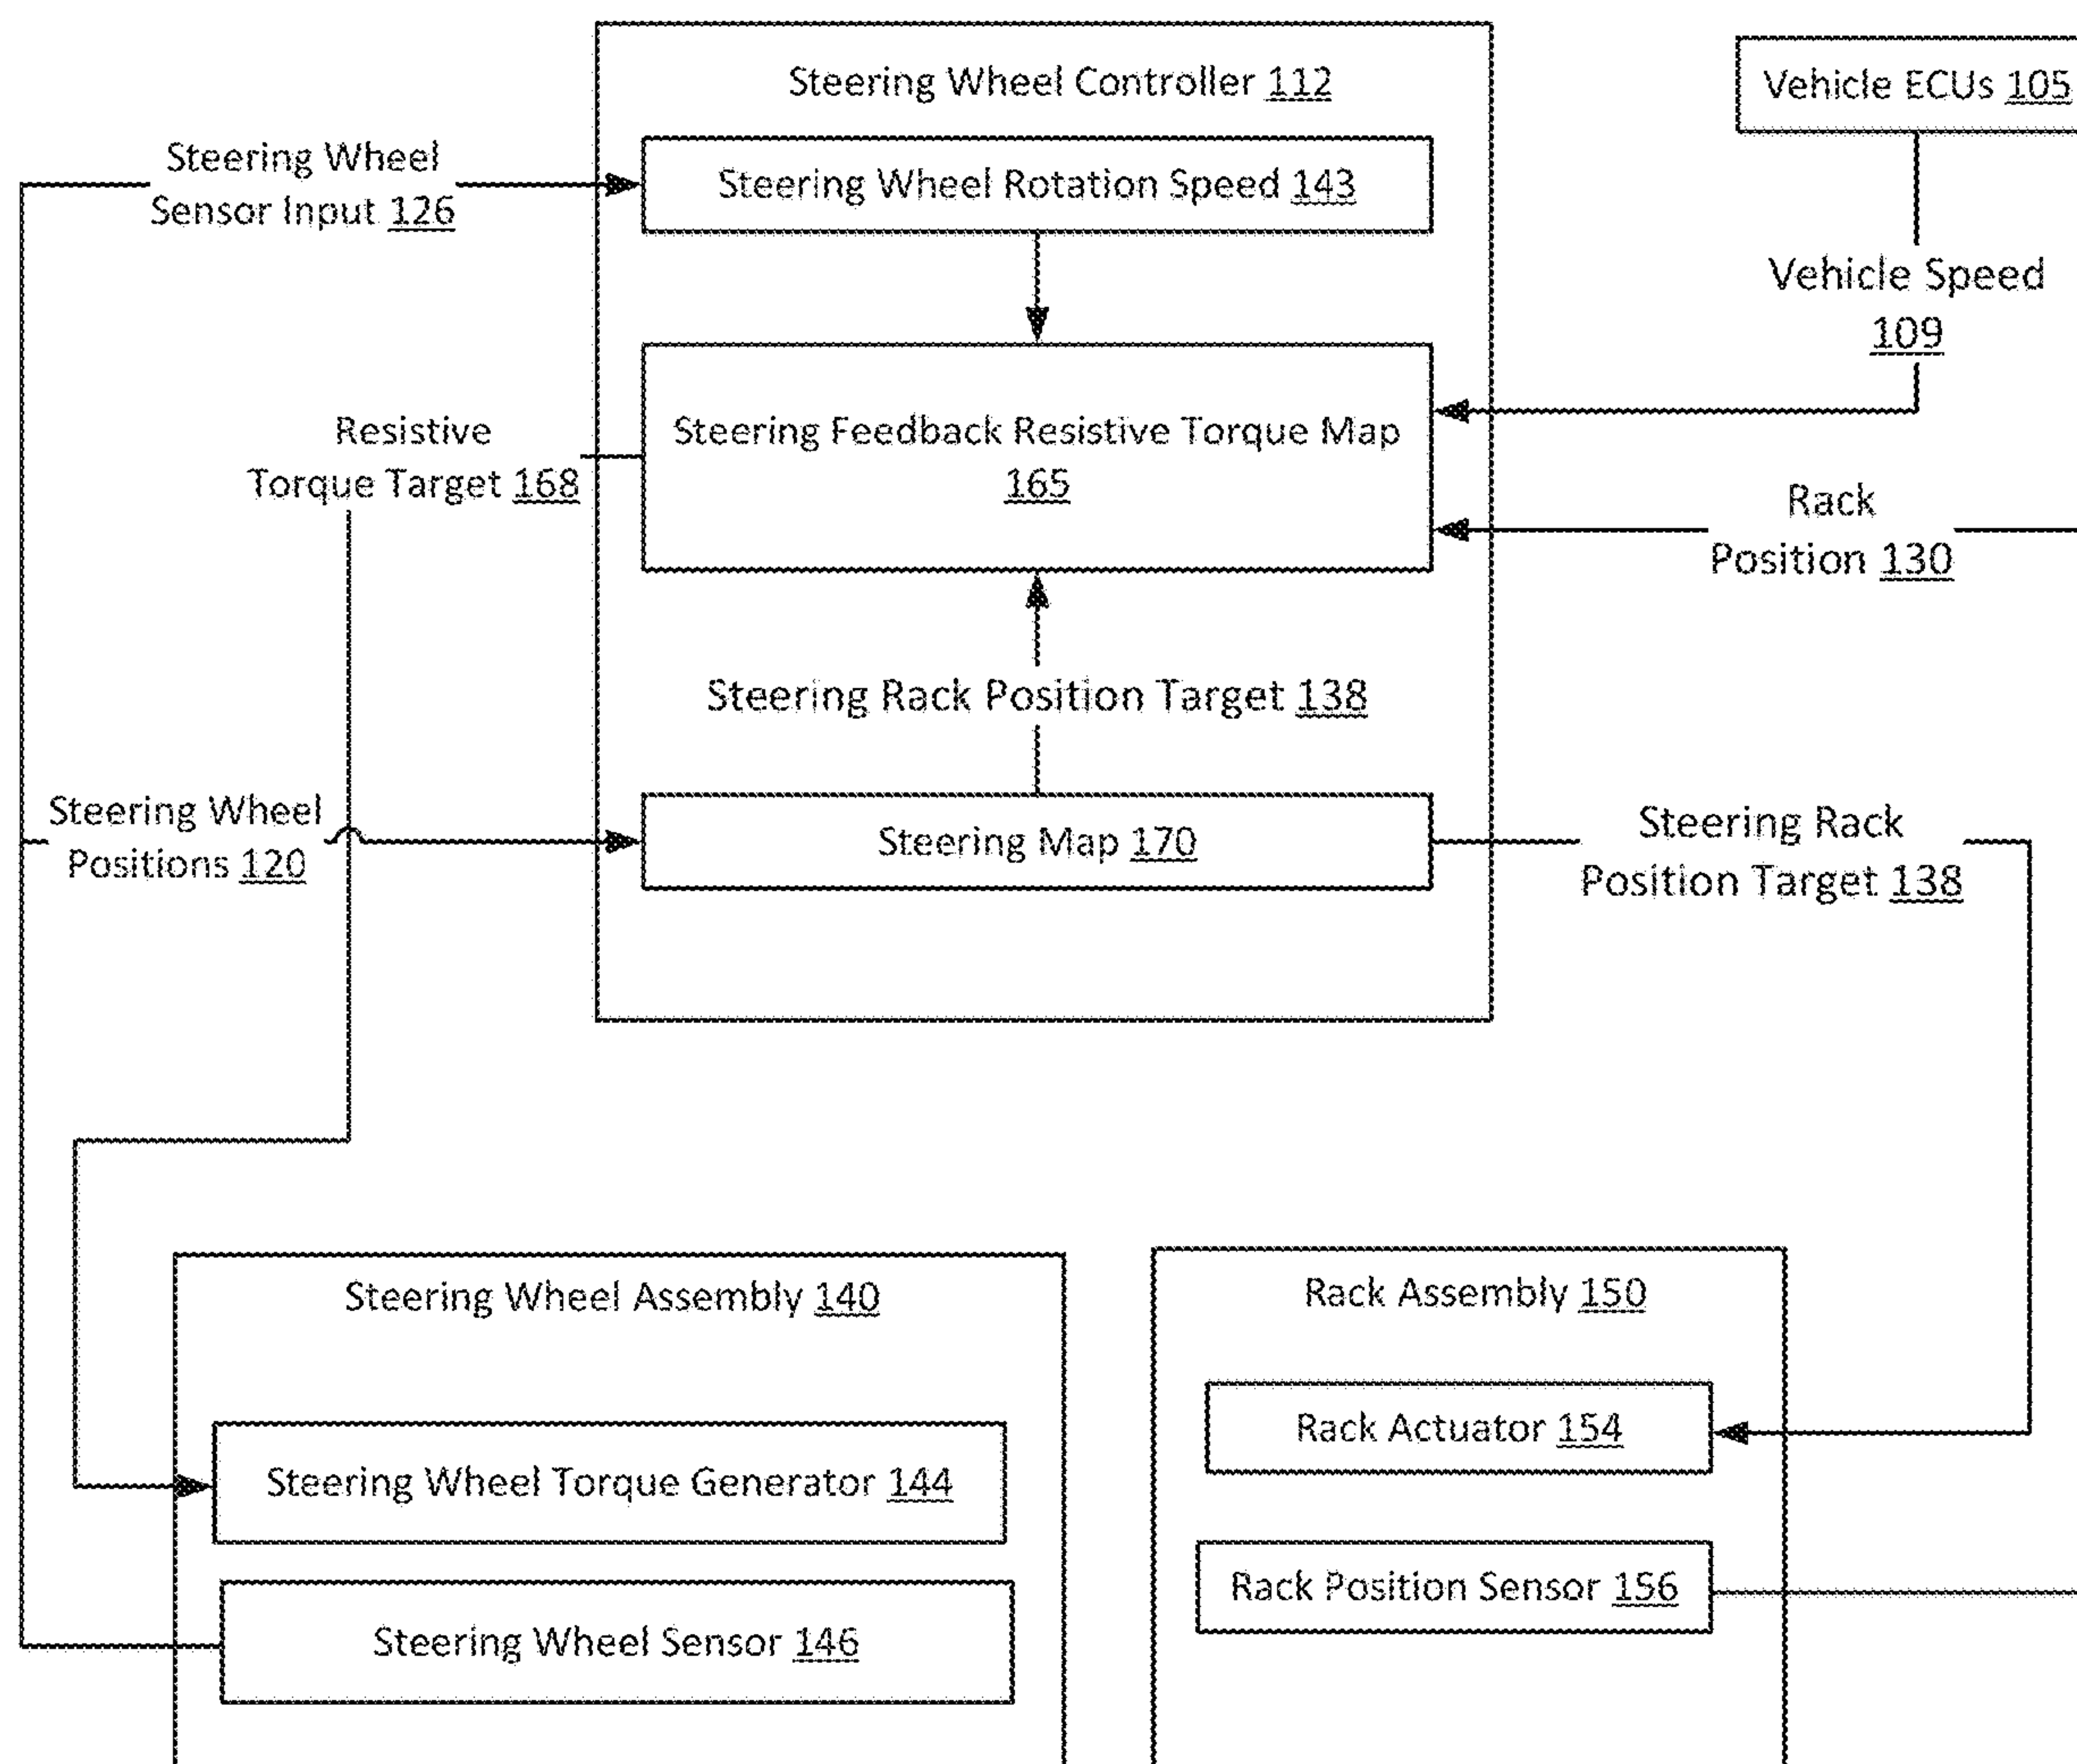 Steering Wheel Controller 112
Vehicle ECUs 105
Steering Wheel
Sensor Input 126
Steering Wheel Rotation Speed 143
Vehicle Speed
109
Resistive
Torque Target 168
Steering Feedback Resistive Torque Map
165
Rack
Position 130
Steering Rack Position Target 138
Steering Wheel
Positions 120
Steering Map 170
Steering Rack
Position Target 138
Steering Wheel Assembly 140
Steering Wheel Torque Generator 144
Steering Wheel Sensor 146
Rack Assembly 150
Rack Actuator 154
Rack Position Sensor 156